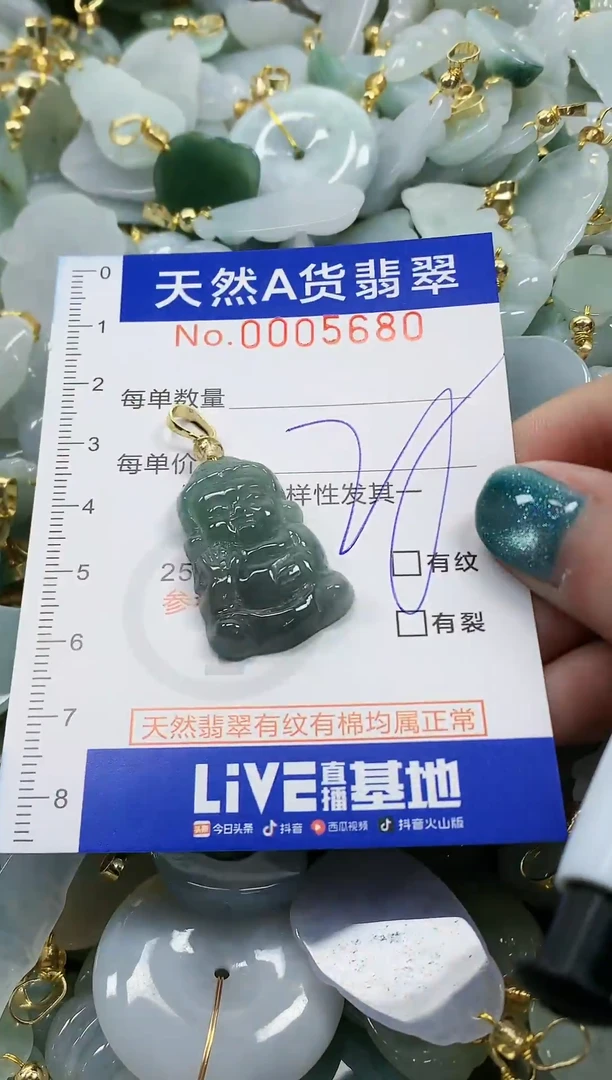 0
天然A货翡翠
No.0005680
1
2
每单数量
3
每单价
样性发其一
4
25
5
有纹
6
有裂
7
天然翡翠有纹有棉均属正常
8
LiVE直播基地
头条 今日头条 抖音 西瓜视频 抖音火山版